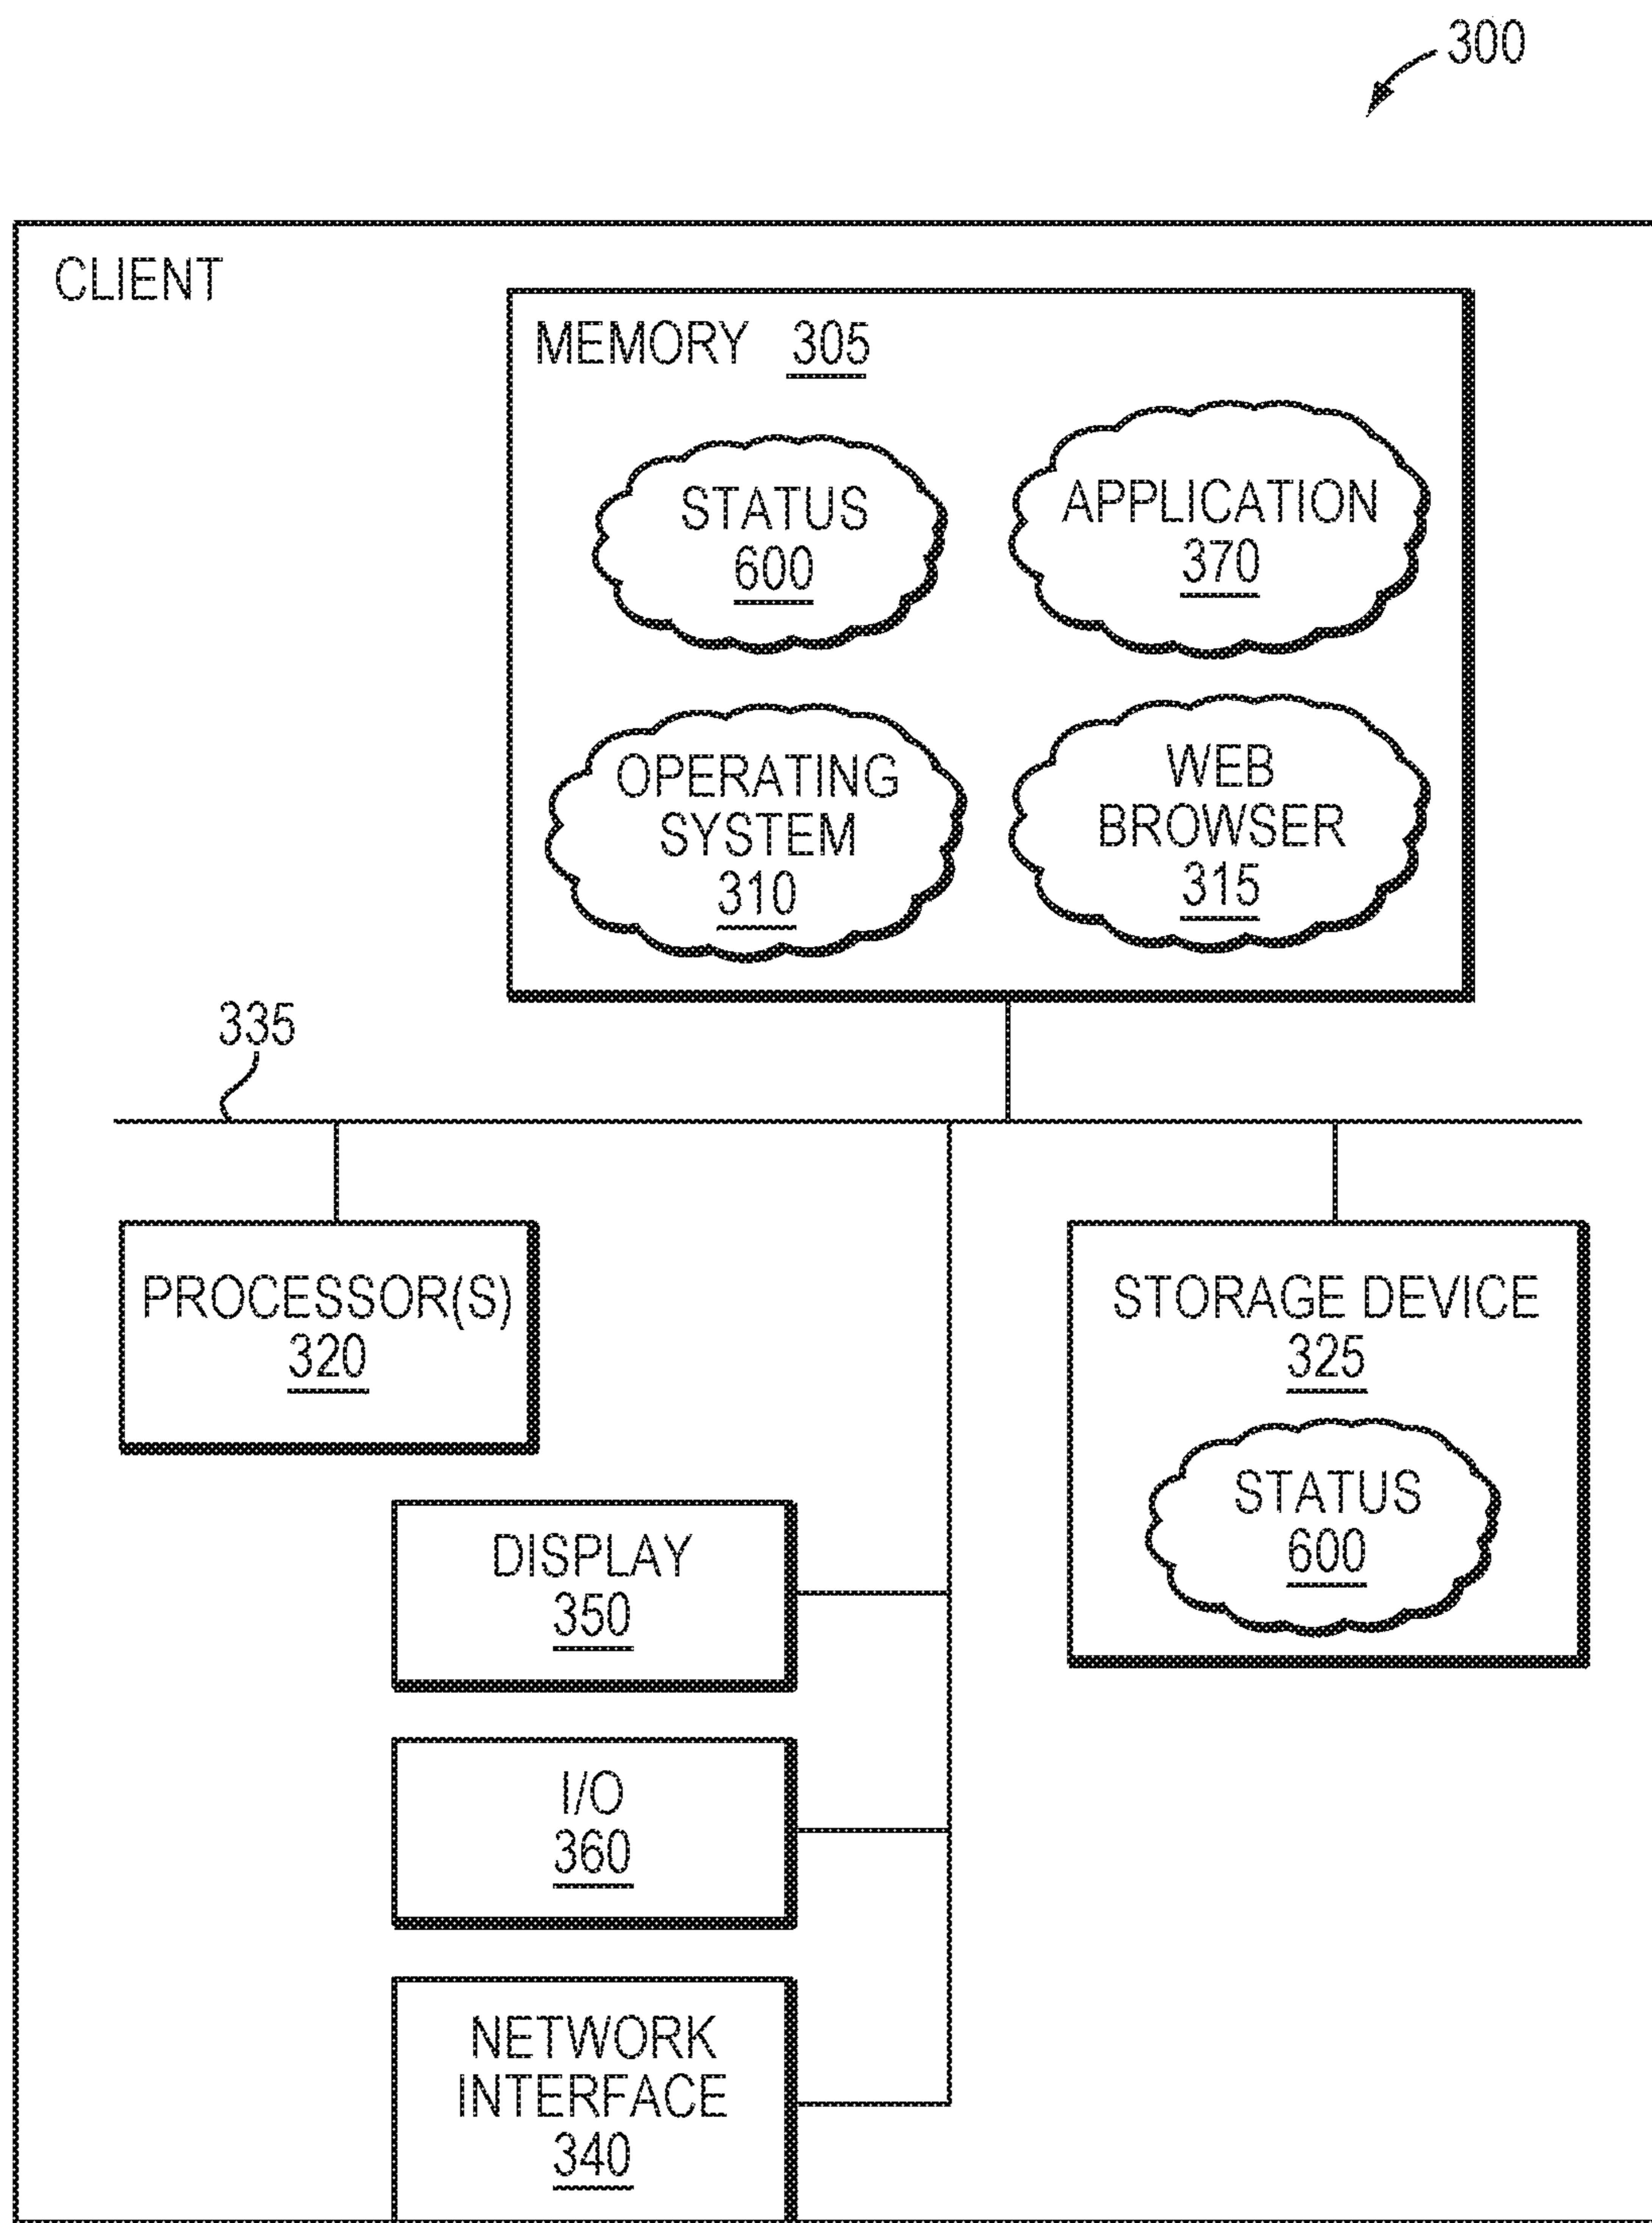 300
CLIENT
MEMORY 305
STATUS
600
APPLICATION
370
OPERATING
SYSTEM
310
WEB
BROWSER
315
335
PROCESSOR(S)
320
STORAGE DEVICE
325
STATUS
600
DISPLAY
350
I/O
360
NETWORK
INTERFACE
340